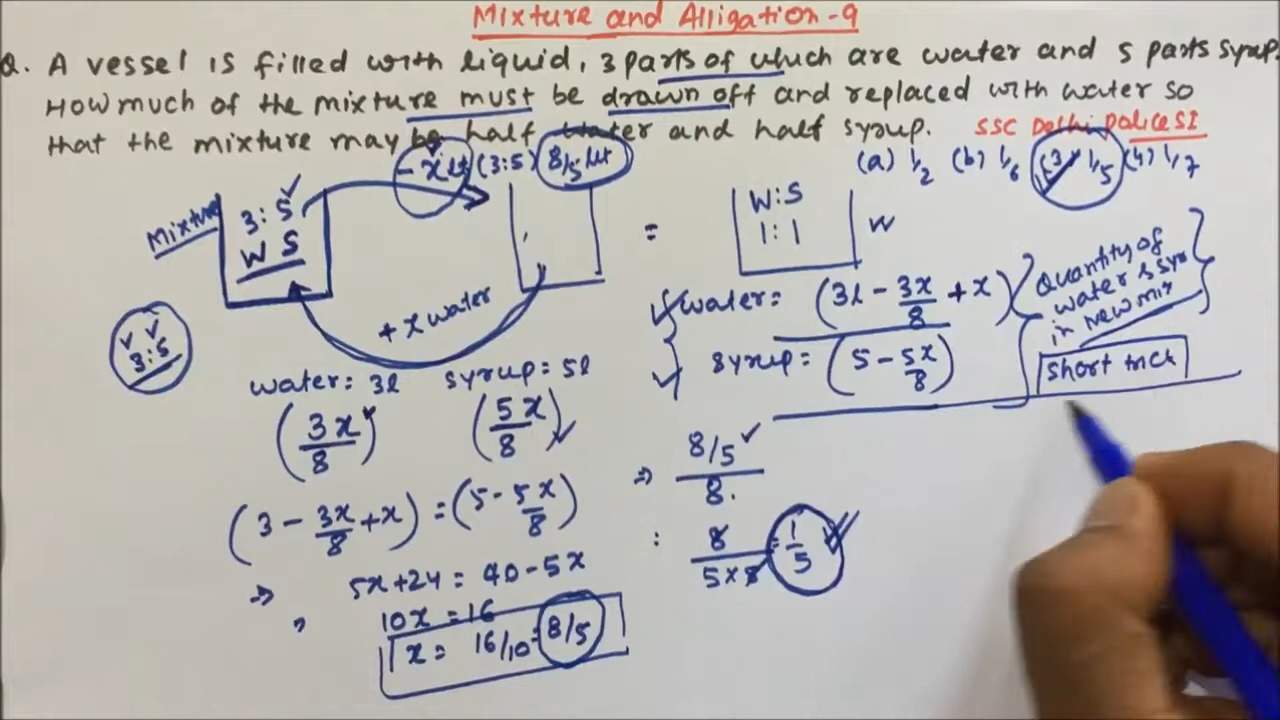 Mixture and Alligation-9
Q. A vessel is filled with liquid, 3 parts of which are water and 5 parts syrup.
How much of the mixture must be drawn off and replaced with water so
that the mixture may be half water and half syrup. SSC Delhi Police SI
(a) 1/2 (b) 1/6 1/5 (4) 1/7
- x lt (3:5) 8/5 lt
Mixture
3:5
W S
=
W:S
1:1
W
+ x water
3:5
water: 3l syrup = 5l
(3x/8) (5x/8)
water = (3l - 3x/8 + x)
syrup = (5 - 5x/8)
Quantity of
water & syr
in new mix
Short trick
(3 - 3x/8 + x) = (5 - 5x/8)
⇒ 5x + 24 = 40 - 5x
10x = 16
x = 16/10 = 8/5
⇒ 8/5 / 8
: 8/5×8 = 1/5